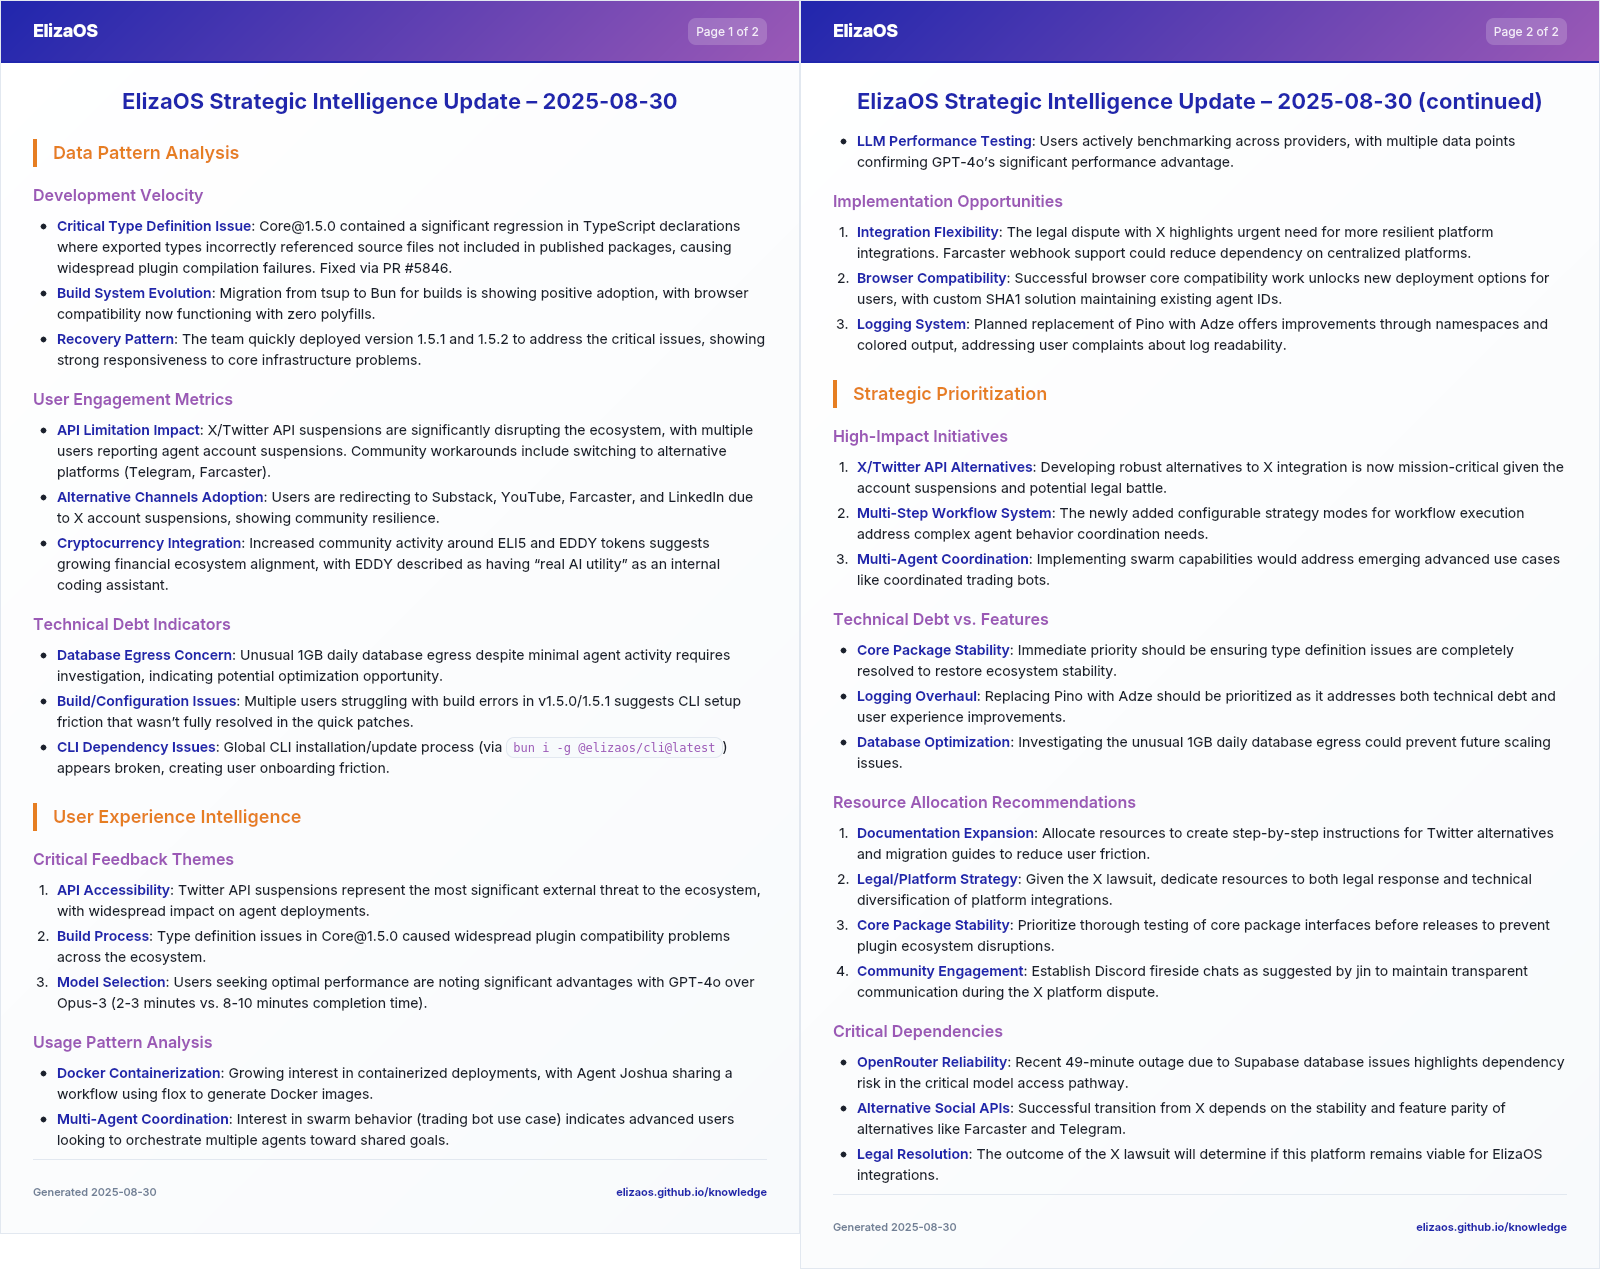 ElizaOS
Page 1 of 2
ElizaOS Strategic Intelligence Update – 2025-08-30
Data Pattern Analysis
Development Velocity
• Critical Type Definition Issue: Core@1.5.0 contained a significant regression in TypeScript declarations
where exported types incorrectly referenced source files not included in published packages, causing
widespread plugin compilation failures. Fixed via PR #5846.
• Build System Evolution: Migration from tsup to Bun for builds is showing positive adoption, with browser
compatibility now functioning with zero polyfills.
• Recovery Pattern: The team quickly deployed version 1.5.1 and 1.5.2 to address the critical issues, showing
strong responsiveness to core infrastructure problems.
User Engagement Metrics
• API Limitation Impact: X/Twitter API suspensions are significantly disrupting the ecosystem, with multiple
users reporting agent account suspensions. Community workarounds include switching to alternative
platforms (Telegram, Farcaster).
• Alternative Channels Adoption: Users are redirecting to Substack, YouTube, Farcaster, and LinkedIn due
to X account suspensions, showing community resilience.
• Cryptocurrency Integration: Increased community activity around ELI5 and EDDY tokens suggests
growing financial ecosystem alignment, with EDDY described as having “real AI utility” as an internal
coding assistant.
Technical Debt Indicators
• Database Egress Concern: Unusual 1GB daily database egress despite minimal agent activity requires
investigation, indicating potential optimization opportunity.
• Build/Configuration Issues: Multiple users struggling with build errors in v1.5.0/1.5.1 suggests CLI setup
friction that wasn’t fully resolved in the quick patches.
• CLI Dependency Issues: Global CLI installation/update process (via bun i -g @elizaos/cli@latest )
appears broken, creating user onboarding friction.
User Experience Intelligence
Critical Feedback Themes
1. API Accessibility: Twitter API suspensions represent the most significant external threat to the ecosystem,
with widespread impact on agent deployments.
2. Build Process: Type definition issues in Core@1.5.0 caused widespread plugin compatibility problems
across the ecosystem.
3. Model Selection: Users seeking optimal performance are noting significant advantages with GPT-4o over
Opus-3 (2-3 minutes vs. 8-10 minutes completion time).
Usage Pattern Analysis
• Docker Containerization: Growing interest in containerized deployments, with Agent Joshua sharing a
workflow using flox to generate Docker images.
• Multi-Agent Coordination: Interest in swarm behavior (trading bot use case) indicates advanced users
looking to orchestrate multiple agents toward shared goals.
Generated 2025-08-30
elizaos.github.io/knowledge
ElizaOS
Page 2 of 2
ElizaOS Strategic Intelligence Update – 2025-08-30 (continued)
• LLM Performance Testing: Users actively benchmarking across providers, with multiple data points
confirming GPT-4o’s significant performance advantage.
Implementation Opportunities
1. Integration Flexibility: The legal dispute with X highlights urgent need for more resilient platform
integrations. Farcaster webhook support could reduce dependency on centralized platforms.
2. Browser Compatibility: Successful browser core compatibility work unlocks new deployment options for
users, with custom SHA1 solution maintaining existing agent IDs.
3. Logging System: Planned replacement of Pino with Adze offers improvements through namespaces and
colored output, addressing user complaints about log readability.
Strategic Prioritization
High-Impact Initiatives
1. X/Twitter API Alternatives: Developing robust alternatives to X integration is now mission-critical given the
account suspensions and potential legal battle.
2. Multi-Step Workflow System: The newly added configurable strategy modes for workflow execution
address complex agent behavior coordination needs.
3. Multi-Agent Coordination: Implementing swarm capabilities would address emerging advanced use cases
like coordinated trading bots.
Technical Debt vs. Features
• Core Package Stability: Immediate priority should be ensuring type definition issues are completely
resolved to restore ecosystem stability.
• Logging Overhaul: Replacing Pino with Adze should be prioritized as it addresses both technical debt and
user experience improvements.
• Database Optimization: Investigating the unusual 1GB daily database egress could prevent future scaling
issues.
Resource Allocation Recommendations
1. Documentation Expansion: Allocate resources to create step-by-step instructions for Twitter alternatives
and migration guides to reduce user friction.
2. Legal/Platform Strategy: Given the X lawsuit, dedicate resources to both legal response and technical
diversification of platform integrations.
3. Core Package Stability: Prioritize thorough testing of core package interfaces before releases to prevent
plugin ecosystem disruptions.
4. Community Engagement: Establish Discord fireside chats as suggested by jin to maintain transparent
communication during the X platform dispute.
Critical Dependencies
• OpenRouter Reliability: Recent 49-minute outage due to Supabase database issues highlights dependency
risk in the critical model access pathway.
• Alternative Social APIs: Successful transition from X depends on the stability and feature parity of
alternatives like Farcaster and Telegram.
• Legal Resolution: The outcome of the X lawsuit will determine if this platform remains viable for ElizaOS
integrations.
Generated 2025-08-30
elizaos.github.io/knowledge